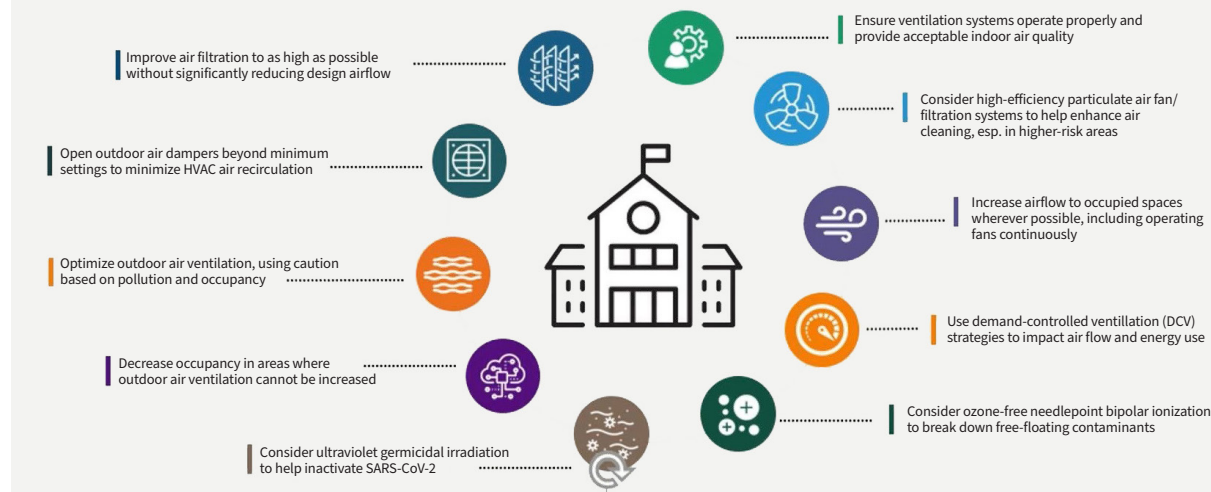 Ensure ventilation systems operate properly and
provide acceptable indoor air quality
Improve air filtration to as high as possible
without significantly reducing design airflow
Consider high-efficiency particulate air fan/
filtration systems to help enhance air
cleaning, esp. in higher-risk areas
Open outdoor air dampers beyond minimum
settings to minimize HVAC air recirculation
Increase airflow to occupied spaces
wherever possible, including operating
fans continuously
Optimize outdoor air ventilation, using caution
based on pollution and occupancy
Use demand-controlled ventillation (DCV)
strategies to impact air flow and energy use
Decrease occupancy in areas where
outdoor air ventilation cannot be increased
Consider ozone-free needlepoint bipolar ionization
to break down free-floating contaminants
Consider ultraviolet germicidal irradiation
to help inactivate SARS-CoV-2